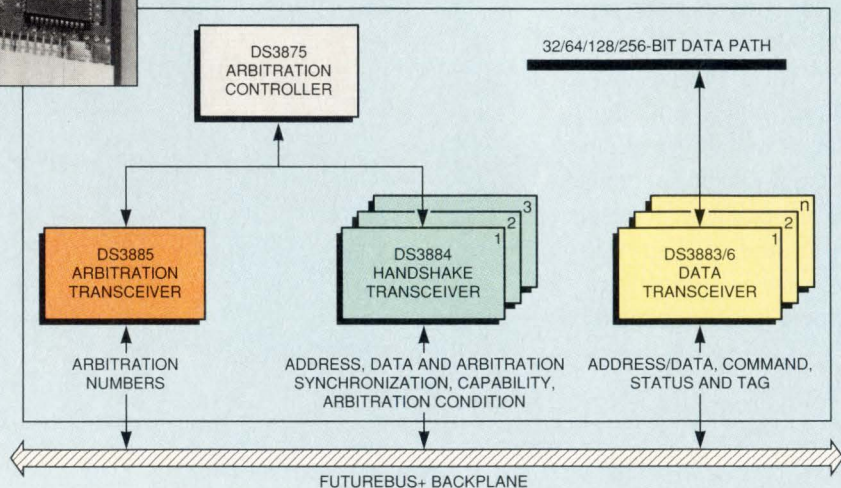 DS3875
ARBITRATION
CONTROLLER
32/64/128/256-BIT DATA PATH
DS3885
ARBITRATION
TRANSCEIVER
3
2
1
DS3884
HANDSHAKE
TRANSCEIVER
n
2
1
DS3883/6
DATA
TRANSCEIVER
ARBITRATION
NUMBERS
ADDRESS, DATA AND ARBITRATION
SYNCHRONIZATION, CAPABILITY,
ARBITRATION CONDITION
ADDRESS/DATA, COMMAND,
STATUS AND TAG
FUTUREBUS+ BACKPLANE